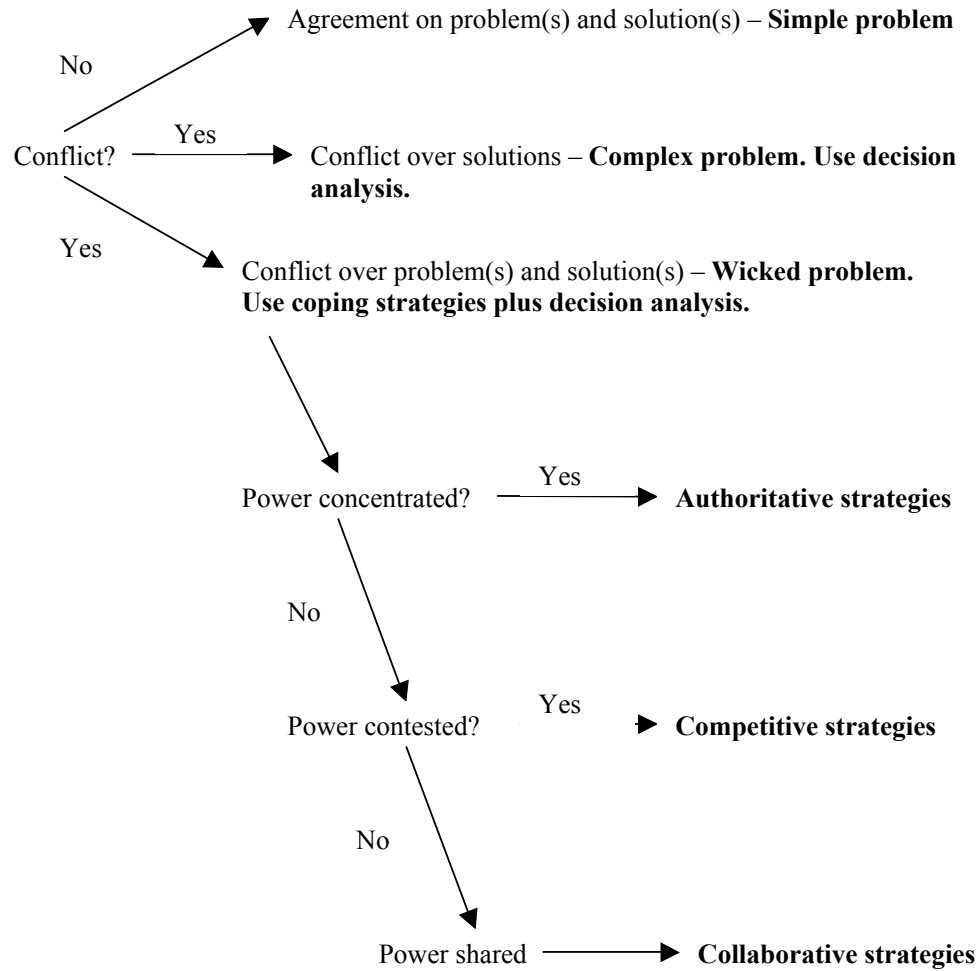 Agreement on problem(s) and solution(s) – Simple problem
No
Yes
Conflict?
Conflict over solutions – Complex problem. Use decision
analysis.
Yes
Conflict over problem(s) and solution(s) – Wicked problem.
Use coping strategies plus decision analysis.
Yes
Power concentrated?
Authoritative strategies
No
Yes
Power contested?
Competitive strategies
No
Power shared
Collaborative strategies